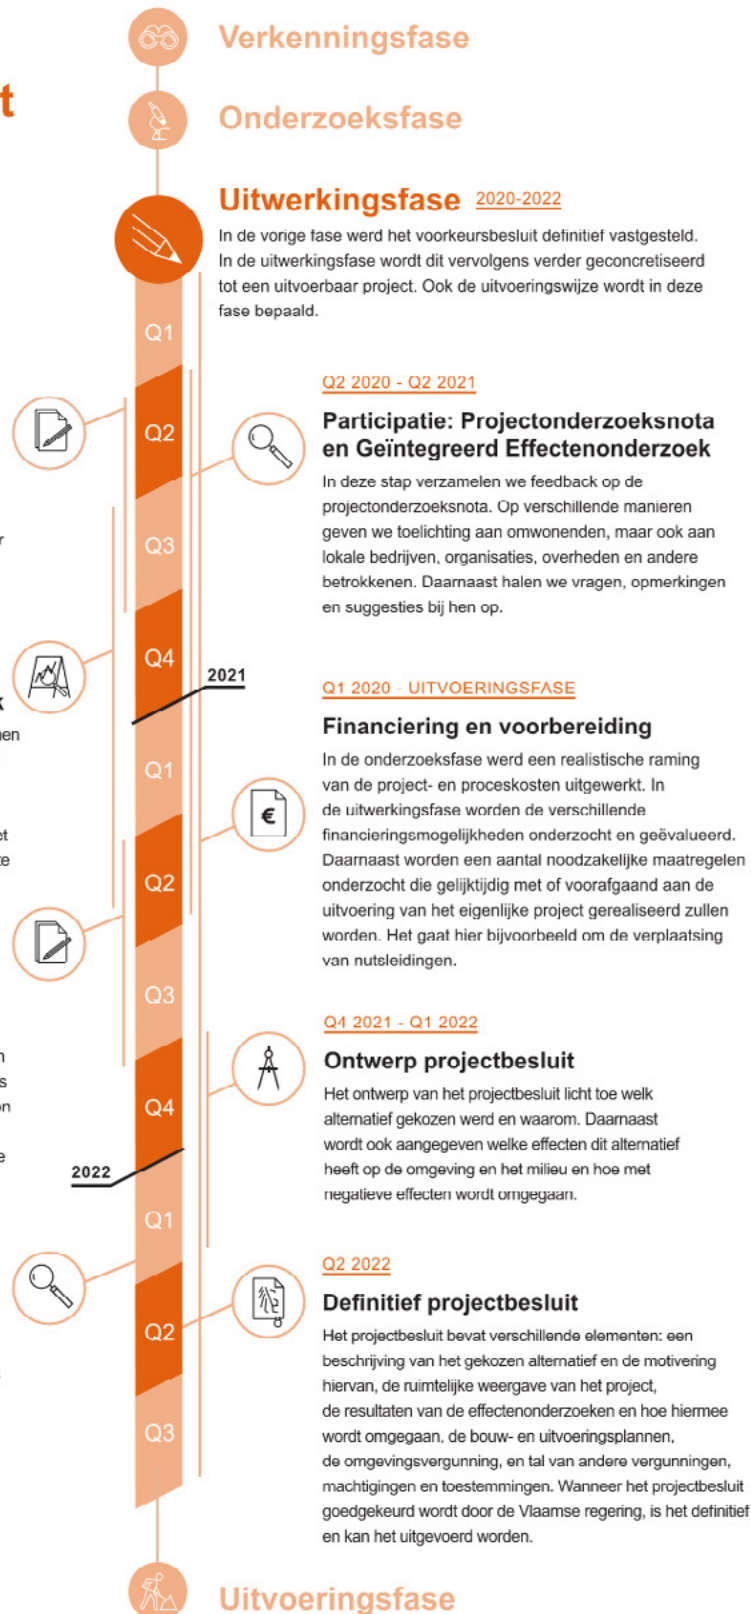 Verkenningsfase
t
Onderzoeksfase
Uitwerkingsfase 2020-2022
In de vorige fase werd het voorkeursbesluit definitief vastgesteld.
In de uitwerkingsfase wordt dit vervolgens verder geconcretiseerd
tot een uitvoerbaar project. Ook de uitvoeringswijze wordt in deze
fase bepaald.
Q1
Q2
Q3
Q4
2021
Q1
Q2
Q3
Q4
2022
Q1
Q2
Q3
Q2 2020 - Q2 2021
Participatie: Projectonderzoeksnota
en Geïntegreerd Effectenonderzoek
In deze stap verzamelen we feedback op de
projectonderzoeksnota. Op verschillende manieren
geven we toelichting aan omwonenden, maar ook aan
lokale bedrijven, organisaties, overheden en andere
betrokkenen. Daarnaast halen we vragen, opmerkingen
en suggesties bij hen op.
r
k
nen
et
te
Q1 2020 - UITVOERINGSFASE
Financiering en voorbereiding
In de onderzoeksfase werd een realistische raming
van de project- en proceskosten uitgewerkt. In
de uitwerkingsfase worden de verschillende
financieringsmogelijkheden onderzocht en geëvalueerd.
Daarnaast worden een aantal noodzakelijke maatregelen
onderzocht die gelijktijdig met of voorafgaand aan de
uitvoering van het eigenlijke project gerealiseerd zullen
worden. Het gaat hier bijvoorbeeld om de verplaatsing
van nutsleidingen.
€
n
s
on
e
Q4 2021 - Q1 2022
Ontwerp projectbesluit
Het ontwerp van het projectbesluit licht toe welk
alternatief gekozen werd en waarom. Daarnaast
wordt ook aangegeven welke effecten dit alternatief
heeft op de omgeving en het milieu en hoe met
negatieve effecten wordt omgegaan.
Q2 2022
Definitief projectbesluit
Het projectbesluit bevat verschillende elementen: een
beschrijving van het gekozen alternatief en de motivering
hiervan, de ruimtelijke weergave van het project,
de resultaten van de effectenonderzoeken en hoe hiermee
wordt omgegaan, de bouw- en uitvoeringsplannen,
de omgevingsvergunning, en tal van andere vergunningen,
machtigingen en toestemmingen. Wanneer het projectbesluit
goedgekeurd wordt door de Vlaamse regering, is het definitief
en kan het uitgevoerd worden.
Uitvoeringsfase